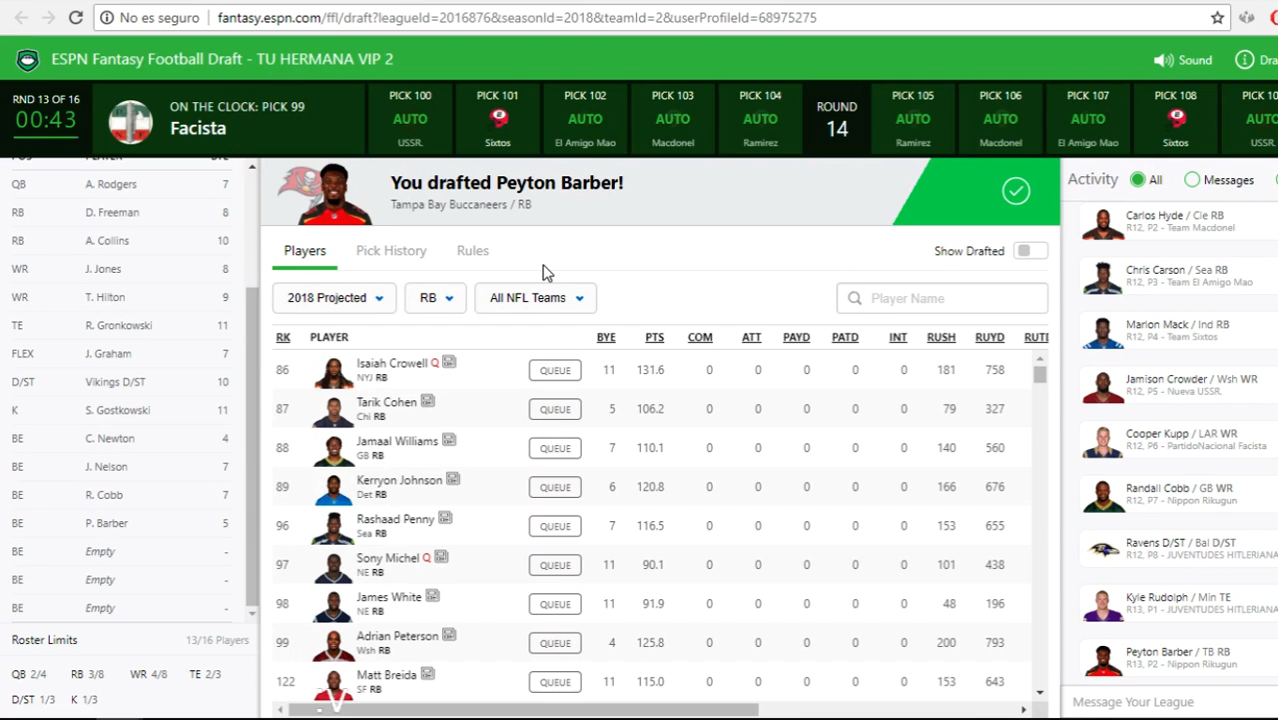 No es seguro
fantasy.espn.com/ffl/draft?leagueId=2016876&seasonId=2018&teamId=2&userProfileId=68975275
ESPN Fantasy Football Draft - TU HERMANA VIP 2
Sound
Dra
RND 13 OF 16
00:43
ON THE CLOCK: PICK 99
Facista
PICK 100
AUTO
USSR.
PICK 101
Sixtos
PICK 102
AUTO
El Amigo Mao
PICK 103
AUTO
Macdonel
PICK 104
AUTO
Ramirez
ROUND
14
PICK 105
AUTO
Ramirez
PICK 106
AUTO
Macdonel
PICK 107
AUTO
El Amigo Mao
PICK 108
Sixtos
PICK 10
AUTO
USSR.
QB A. Rodgers 7
RB D. Freeman 8
RB A. Collins 10
WR J. Jones 8
WR T. Hilton 9
TE R. Gronkowski 11
FLEX J. Graham 7
D/ST Vikings D/ST 10
K S. Gostkowski 11
BE C. Newton 4
BE J. Nelson 7
BE R. Cobb 7
BE P. Barber 5
BE Empty -
BE Empty -
BE Empty -
Roster Limits 13/16 Players
QB 2/4 RB 3/8 WR 4/8 TE 2/3
D/ST 1/3 K 1/3
You drafted Peyton Barber!
Tampa Bay Buccaneers / RB
Players Pick History Rules
Show Drafted
2018 Projected RB All NFL Teams Player Name
RK PLAYER BYE PTS COM ATT PAYD PATD INT RUSH RUYD RUTD
86 Isaiah Crowell Q QUEUE 11 131.6 0 0 0 0 0 181 758
NYJ RB
87 Tarik Cohen QUEUE 5 106.2 0 0 0 0 0 79 327
Chi RB
88 Jamaal Williams QUEUE 7 110.1 0 0 0 0 0 140 560
GB RB
89 Kerryon Johnson QUEUE 6 120.8 0 0 0 0 0 166 676
Det RB
96 Rashaad Penny QUEUE 7 116.5 0 0 0 0 0 153 655
Sea RB
97 Sony Michel Q QUEUE 11 90.1 0 0 0 0 0 101 438
NE RB
98 James White QUEUE 11 91.9 0 0 0 0 0 48 196
NE RB
99 Adrian Peterson QUEUE 4 125.8 0 0 0 0 0 200 793
Wsh RB
122 Matt Breida QUEUE 11 115.0 0 0 0 0 0 153 643
SF RB
Activity All Messages
Carlos Hyde / Cle RB
R12, P2 - Team Macdonel
Chris Carson / Sea RB
R12, P3 - Team El Amigo Mao
Marlon Mack / Ind RB
R12, P4 - Team Sixtos
Jamison Crowder / Wsh WR
R12, P5 - Nueva USSR.
Cooper Kupp / LAR WR
R12, P6 - PartidoNacional Facista
Randall Cobb / GB WR
R12, P7 - Nippon Rikugun
Ravens D/ST / Bal D/ST
R12, P8 - JUVENTUDES HITLERIAN
Kyle Rudolph / Min TE
R13, P1 - JUVENTUDES HITLERIAN
Peyton Barber / TB RB
R13, P2 - Nippon Rikugun
Message Your League